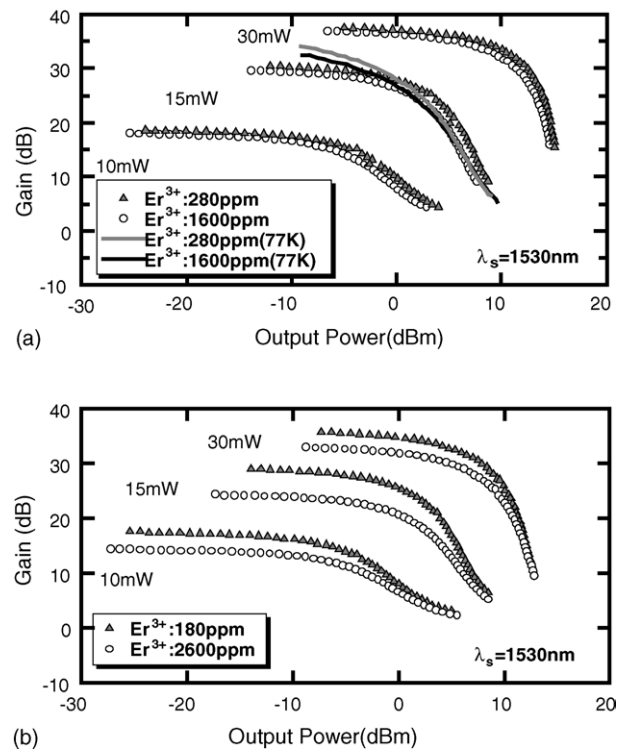 40
30mW
30
15mW
20
10mW
10
Er3+:280ppm
Er3+:1600ppm
0
Er3+:280ppm(77K)
Er3+:1600ppm(77K)
λs=1530nm
-10
-30
-20
-10
0
10
20
Gain (dB)
Output Power(dBm)
(a)
40
30mW
30
15mW
20
10
10mW
0
Er3+:180ppm
Er3+:2600ppm
λs=1530nm
-10
-30
-20
-10
0
10
20
Gain (dB)
Output Power(dBm)
(b)